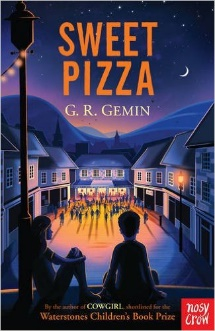 SWEET
PIZZA
G. R. GEMIN
By the author of COWGIRL, shortlisted for the
Waterstones Children's Book Prize
nosy
crow